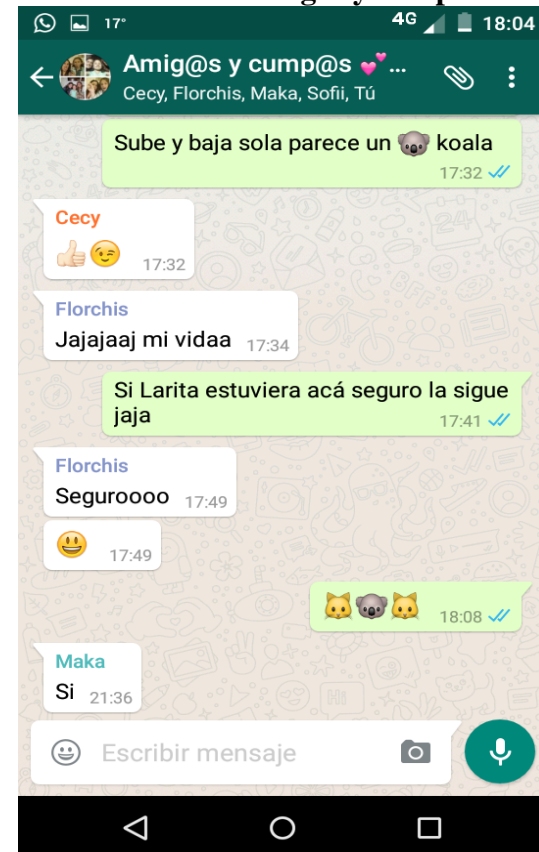 17° 4G 18:04
Amig@s y cump@s 💕...
Cecy, Florchis, Maka, Sofii, Tú
Sube y baja sola parece un 🐨 koala
17:32
Cecy
👍🏻😉 17:32
Florchis
Jajajaaj mi vidaa 17:34
Si Larita estuviera acá seguro la sigue
jaja
17:41
Florchis
Seguroooo 17:49
😃 17:49
🐱🐨🐱 18:08
Maka
Si 21:36
Escribir mensaje